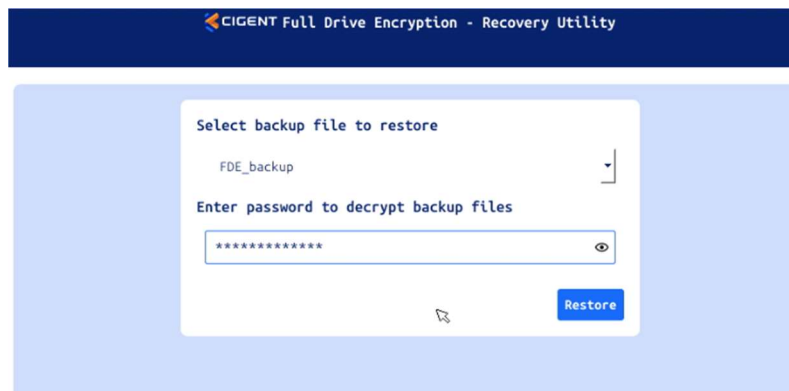 CIGENT Full Drive Encryption - Recovery Utility
Select backup file to restore
FDE_backup
Enter password to decrypt backup files
*************
Restore